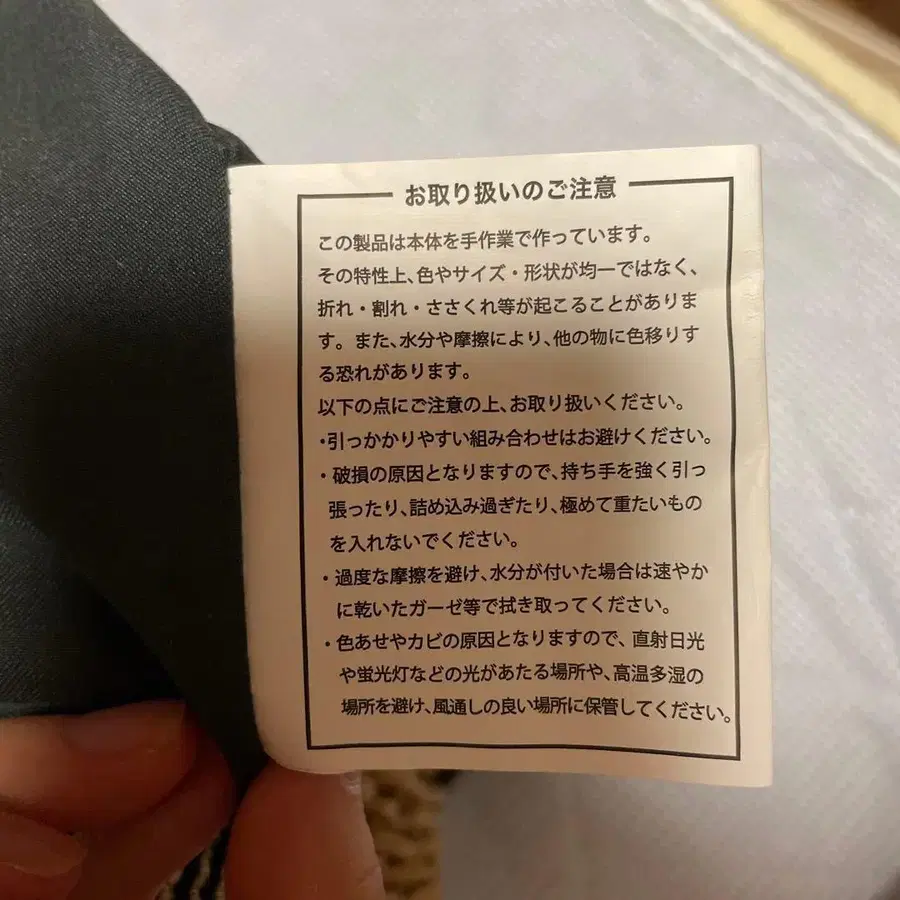 お取り扱いのご注意
この製品は本体を手作業で作っています。
その特性上、色やサイズ・形状が均一ではなく、
折れ・割れ・ささくれ等が起こることがありま
す。また、水分や摩擦により、他の物に色移りす
る恐れがあります。
以下の点にご注意の上、お取り扱いください。
・引っかかりやすい組み合わせはお避けください。
・破損の原因となりますので、持ち手を強く引っ
張ったり、詰め込み過ぎたり、極めて重たいもの
を入れないでください。
・過度な摩擦を避け、水分が付いた場合は速やか
に乾いたガーゼ等で拭き取ってください。
・色あせやカビの原因となりますので、直射日光
や蛍光灯などの光があたる場所や、高温多湿の
場所を避け、風通しの良い場所に保管してください。